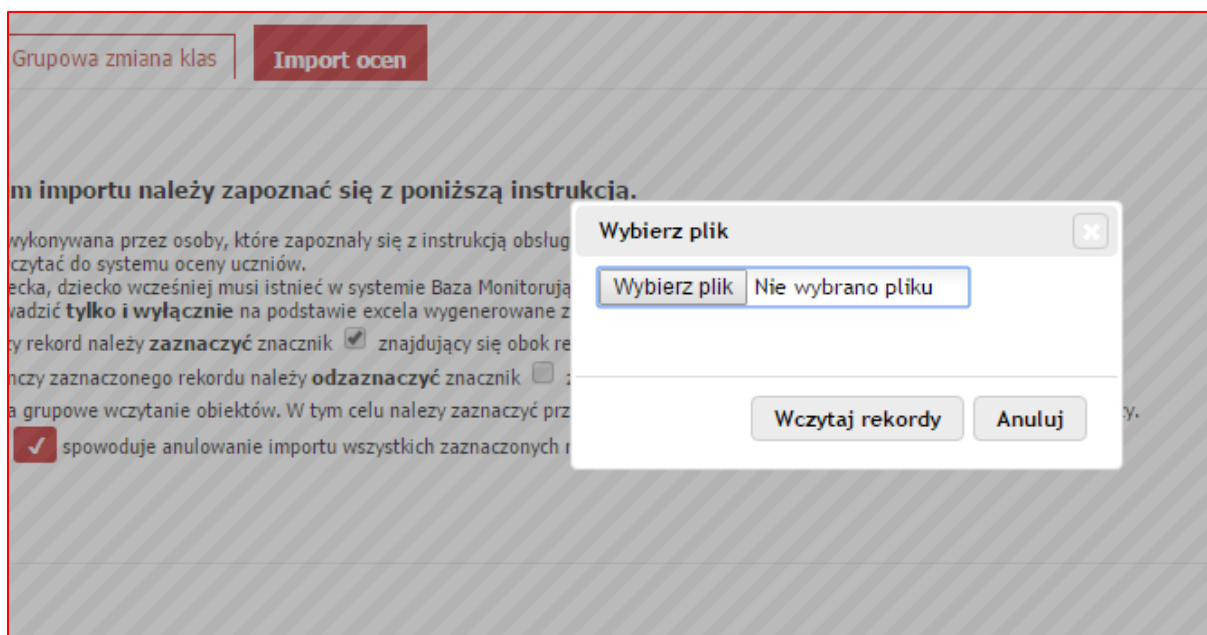 Grupowa zmiana klas
Import ocen
m importu należy zapoznać się z poniższą instrukcją.
wykonywana przez osoby, które zapoznały się z instrukcją obsług
czytać do systemu oceny uczniów.
ecka, dziecko wcześniej musi istnieć w systemie Baza Monitorują
vadzić tylko i wyłącznie na podstawie excela wygenerowane z
y rekord należy zaznaczyć znacznik znajdujący się obok re
nczy zaznaczonego rekordu należy odzaznaczyć znacznik
a grupowe wczytanie obiektów. W tym celu nalezy zaznaczyć prz
y.
spowoduje anulowanie importu wszystkich zaznaczonych r
Wybierz plik
Wybierz plik Nie wybrano pliku
Wczytaj rekordy Anuluj